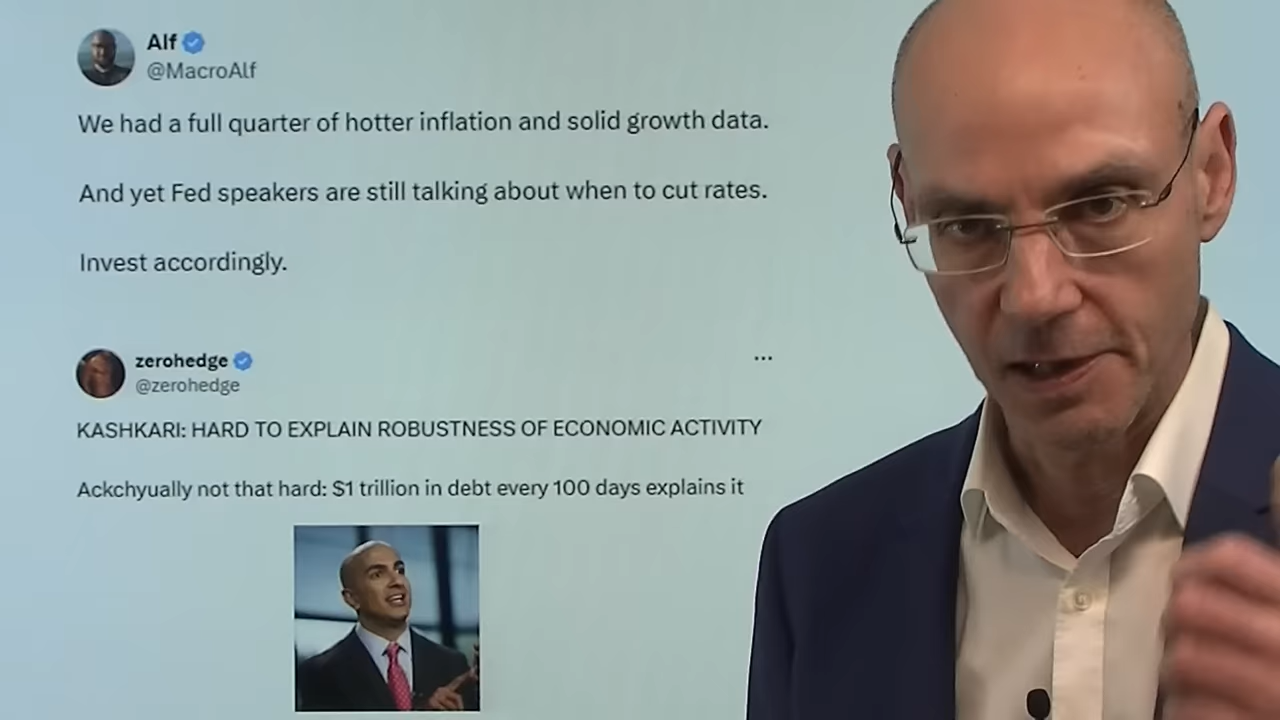 Alf
@MacroAlf
We had a full quarter of hotter inflation and solid growth data.
And yet Fed speakers are still talking about when to cut rates.
Invest accordingly.
zerohedge
@zerohedge
KASHKARI: HARD TO EXPLAIN ROBUSTNESS OF ECONOMIC ACTIVITY
Ackchyually not that hard: $1 trillion in debt every 100 days explains it